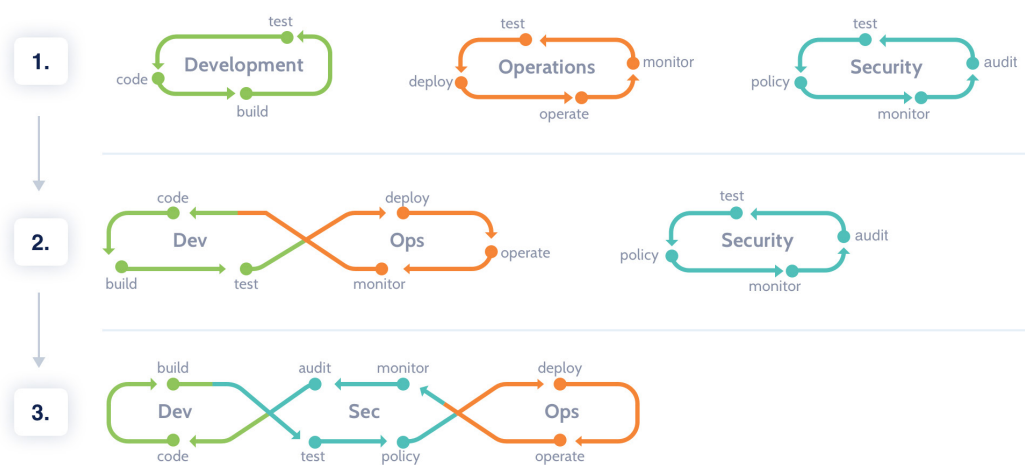 1.
test
Development
code
build
test
Operations
monitor
deploy
operate
test
Security
audit
policy
monitor
2.
code
Dev
build
test
deploy
Ops
operate
monitor
test
Security
audit
policy
monitor
3.
build
audit
monitor
deploy
Dev
Sec
Ops
code
test
policy
operate